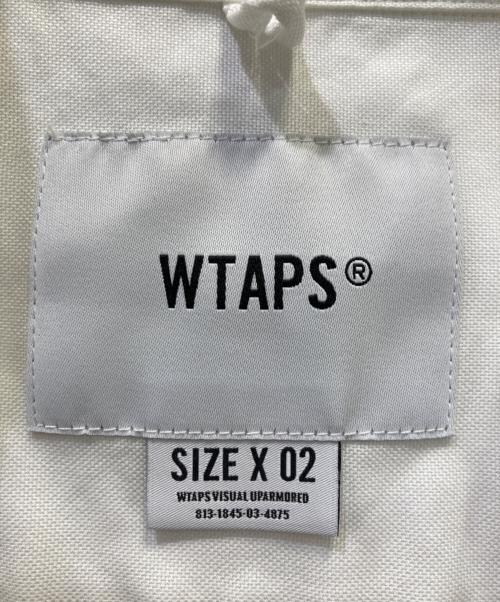 WTAPS®
SIZE X 02
WTAPS VISUAL UPARMORED
813-1845-03-4875